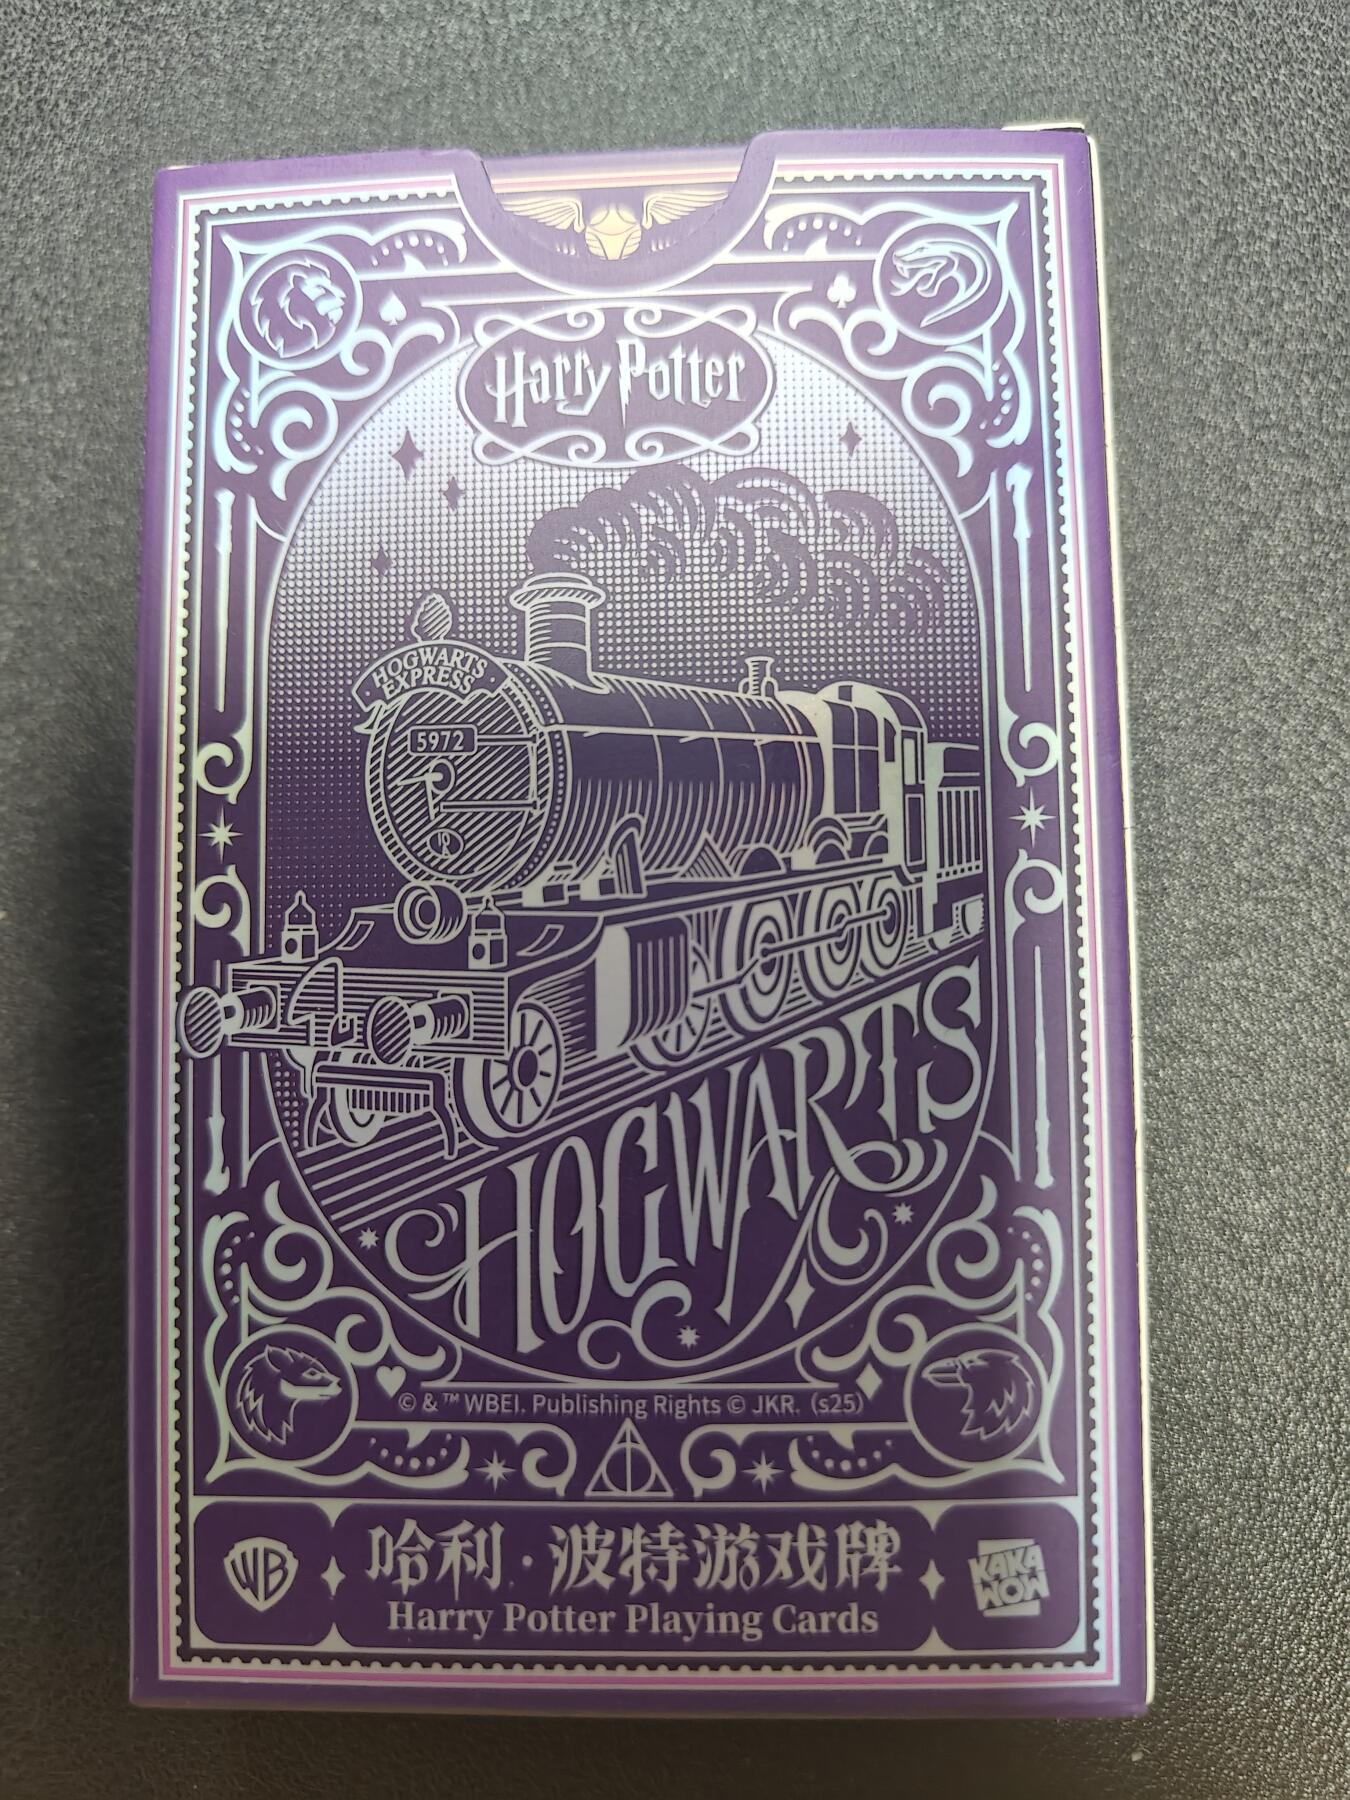 Harry Potter
HOGWARTS
EXPRESS
5972
HOGWARTS
© & ™ WBEI. Publishing Rights © JKR. (s25)
WB
哈利·波特游戏牌
Harry Potter Playing Cards
KAKA
WOW